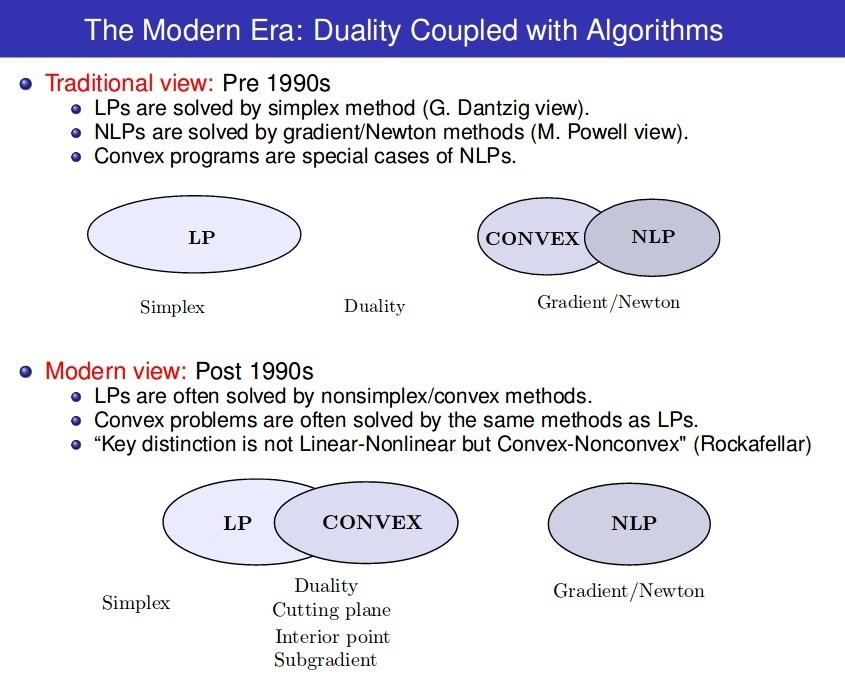 The Modern Era: Duality Coupled with Algorithms
Traditional view: Pre 1990s
LPs are solved by simplex method (G. Dantzig view).
NLPs are solved by gradient/Newton methods (M. Powell view).
Convex programs are special cases of NLPs.
LP
CONVEX
NLP
Simplex
Duality
Gradient/Newton
Modern view: Post 1990s
LPs are often solved by nonsimplex/convex methods.
Convex problems are often solved by the same methods as LPs.
“Key distinction is not Linear-Nonlinear but Convex-Nonconvex" (Rockafellar)
LP
CONVEX
NLP
Simplex
Duality
Cutting plane
Interior point
Subgradient
Gradient/Newton